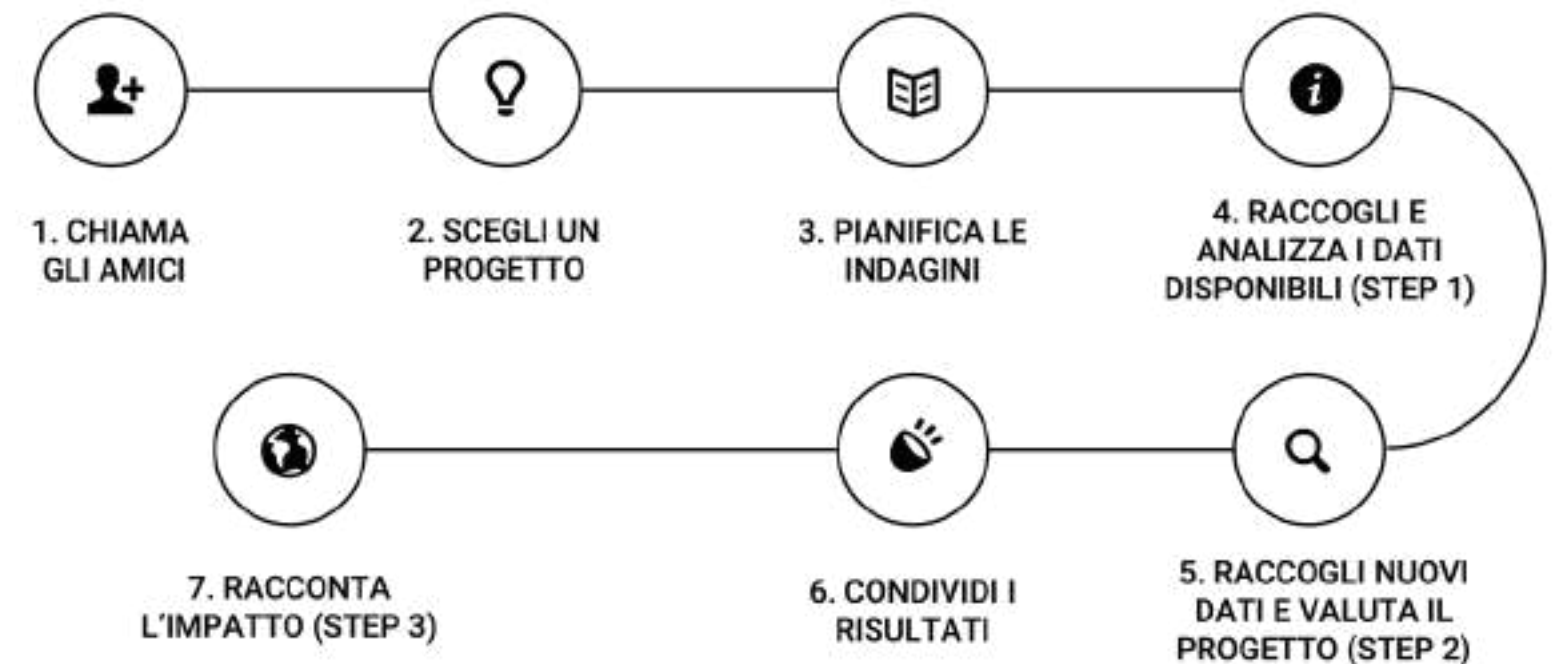 1. CHIAMA
GLI AMICI
2. SCEGLI UN
PROGETTO
3. PIANIFICA LE
INDAGINI
4. RACCOGLI E
ANALIZZA I DATI
DISPONIBILI (STEP 1)
5. RACCOGLI NUOVI
DATI E VALUTA IL
PROGETTO (STEP 2)
6. CONDIVIDI I
RISULTATI
7. RACCONTA
L'IMPATTO (STEP 3)